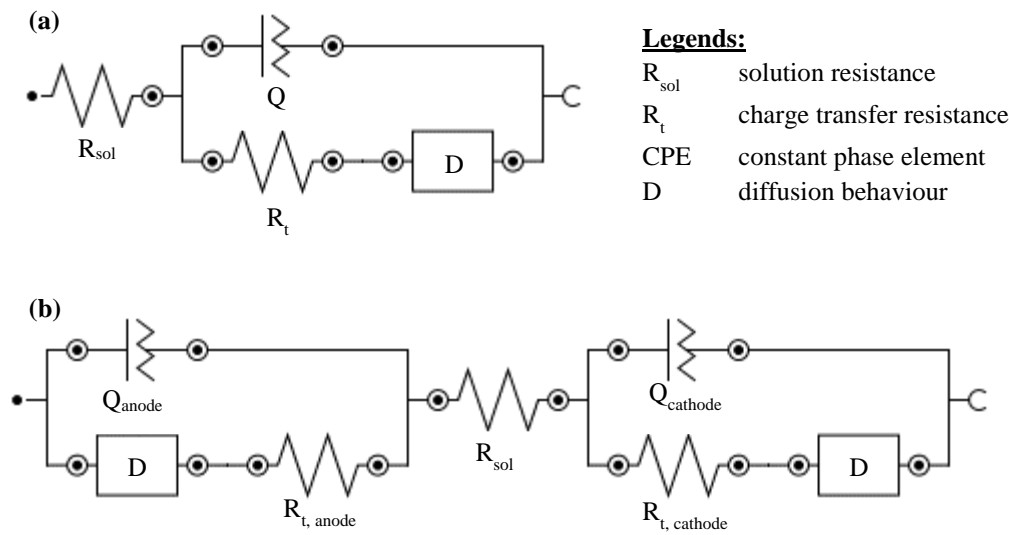 (a)
Q
R_sol
D
R_t
Legends:
R_sol solution resistance
R_t charge transfer resistance
CPE constant phase element
D diffusion behaviour
(b)
Q_anode
Q_cathode
D
R_t, anode
R_sol
R_t, cathode
D